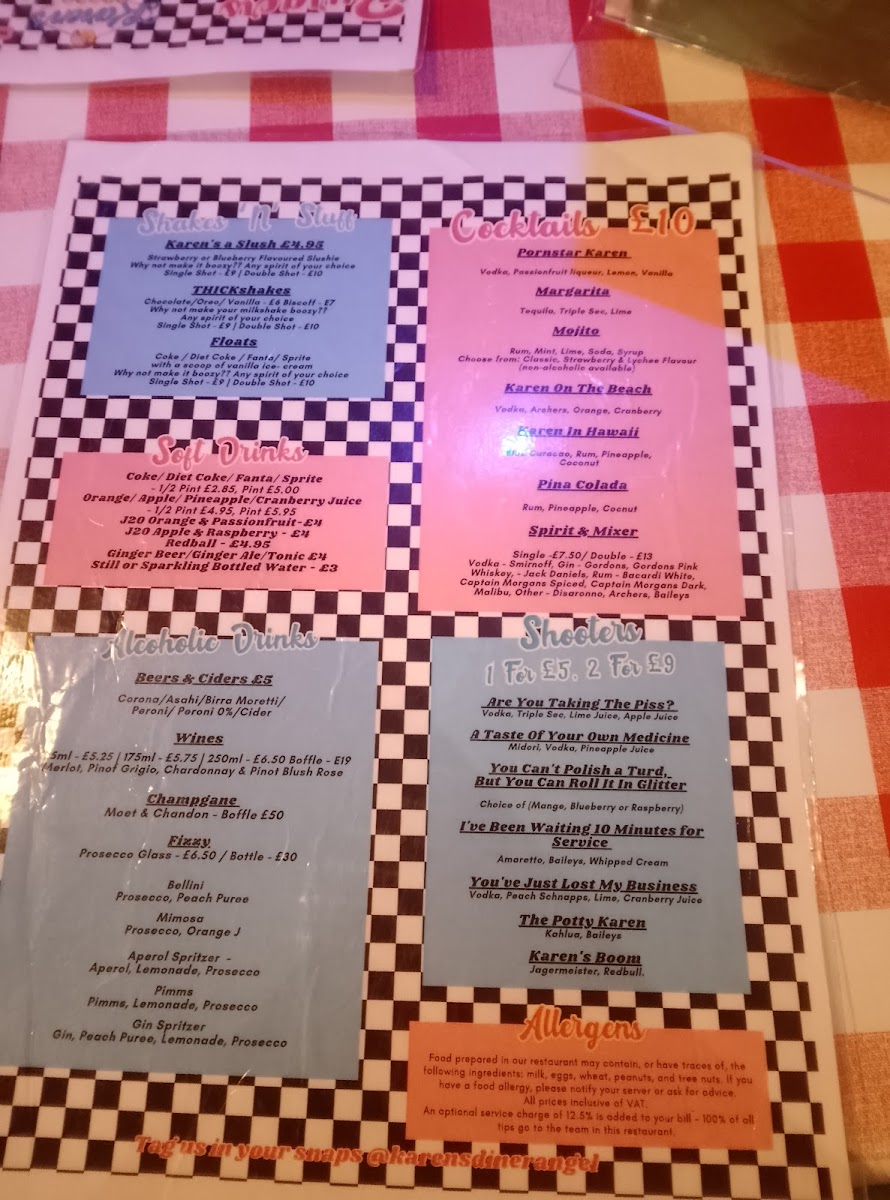 Karen's
Burgers
Shakes 'N' Stuff
Karen's a Slush £4.95
Strawberry or Blueberry Flavoured Slushie
Why not make it boozy?? Any spirit of your choice
Single Shot - £9 | Double Shot - £10
THICKshakes
Chocolate/Oreo/ Vanilla - £6 Biscoff - £7
Why not make your milkshake boozy??
Any spirit of your choice
Single Shot - £9 | Double Shot - £10
Floats
Coke / Diet Coke / Fanta/ Sprite
with a scoop of vanilla ice- cream
Why not make it boozy?? Any spirit of your choice
Single Shot - £9 | Double Shot - £10
Soft Drinks
Coke/ Diet Coke/ Fanta/ Sprite
- 1/2 Pint £2.85, Pint £5.00
Orange/ Apple/ Pineapple/Cranberry Juice
- 1/2 Pint £4.95, Pint £5.95
J20 Orange & Passionfruit-£4
J20 Apple & Raspberry - £4
Redball - £4.95
Ginger Beer/Ginger Ale/Tonic £4
Still or Sparkling Bottled Water - £3
Alcoholic Drinks
Beers & Ciders £5
Corona/Asahi/Birra Moretti/
Peroni/ Peroni 0%/Cider
Wines
5ml - £5.25 | 175ml - £5.75 | 250ml - £6.50 Boffle - £19
Merlot, Pinot Grigio, Chardonnay & Pinot Blush Rose
Champgane
Moet & Chandon - Boffle £50
Fizzy
Prosecco Glass - £6.50 / Bottle - £30
Bellini
Prosecco, Peach Puree
Mimosa
Prosecco, Orange J
Aperol Spritzer -
Aperol, Lemonade, Prosecco
Pimms
Pimms, Lemonade, Prosecco
Gin Spritzer
Gin, Peach Puree, Lemonade, Prosecco
Cocktails £10
Pornstar Karen
Vodka, Passionfruit liqueur, Lemon, Vanilla
Margarita
Tequila, Triple Sec, Lime
Mojito
Rum, Mint, Lime, Soda, Syrup
Choose from: Classic, Strawberry & Lychee Flavour
(non-alcoholic available)
Karen On The Beach
Vodka, Archers, Orange, Cranberry
Karen In Hawaii
Blue Curacao, Rum, Pineapple,
Coconut
Pina Colada
Rum, Pineapple, Cocnut
Spirit & Mixer
Single -£7.50/ Double - £13
Vodka - Smirnoff, Gin - Gordons, Gordons Pink
Whiskey, - Jack Daniels, Rum - Bacardi White,
Captain Morgans Spiced, Captain Morgans Dark,
Malibu, Other - Disaronno, Archers, Baileys
Shooters
1 For £5, 2 For £9
Are You Taking The Piss?
Vodka, Triple Sec, Lime Juice, Apple Juice
A Taste Of Your Own Medicine
Midori, Vodka, Pineapple Juice
You Can't Polish a Turd,
But You Can Roll It In Glitter
Choice of (Mange, Blueberry or Raspberry)
I've Been Waiting 10 Minutes for
Service
Amaretto, Baileys, Whipped Cream
You've Just Lost My Business
Vodka, Peach Schnapps, Lime, Cranberry Juice
The Potty Karen
Kahlua, Baileys
Karen's Boom
Jagermeister, Redbull.
Allergens
Food prepared in our restaurant may contain, or have traces of, the
following ingredients: milk, eggs, wheat, peanuts, and tree nuts. If you
have a food allergy, please notify your server or ask for advice.
All prices inclusive of VAT.
An optional service charge of 12.5% is added to your bill - 100% of all
tips go to the team in this restaurant.
Tag us in your snaps @karensdinerangel